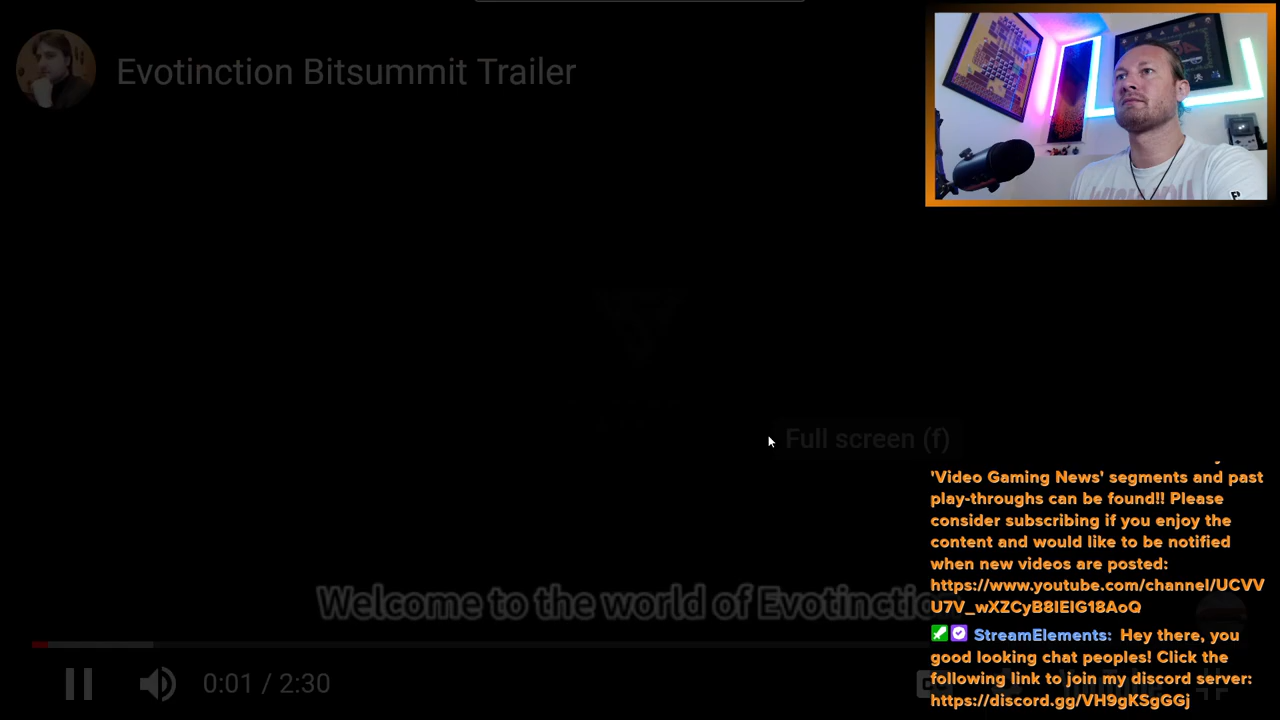 Evotinction Bitsummit Trailer
Full screen (f)
'Video Gaming News' segments and past
play-throughs can be found!! Please
consider subscribing if you enjoy the
content and would like to be notified
when new videos are posted:
https://www.youtube.com/channel/UCVV
U7V_wXZCyB8IEIG18AoQ
Welcome to the world of Evotinctio
StreamElements: Hey there, you
good looking chat peoples! Click the
following link to join my discord server:
https://discord.gg/VH9gKSgGGj
0:01 / 2:30
YouTube